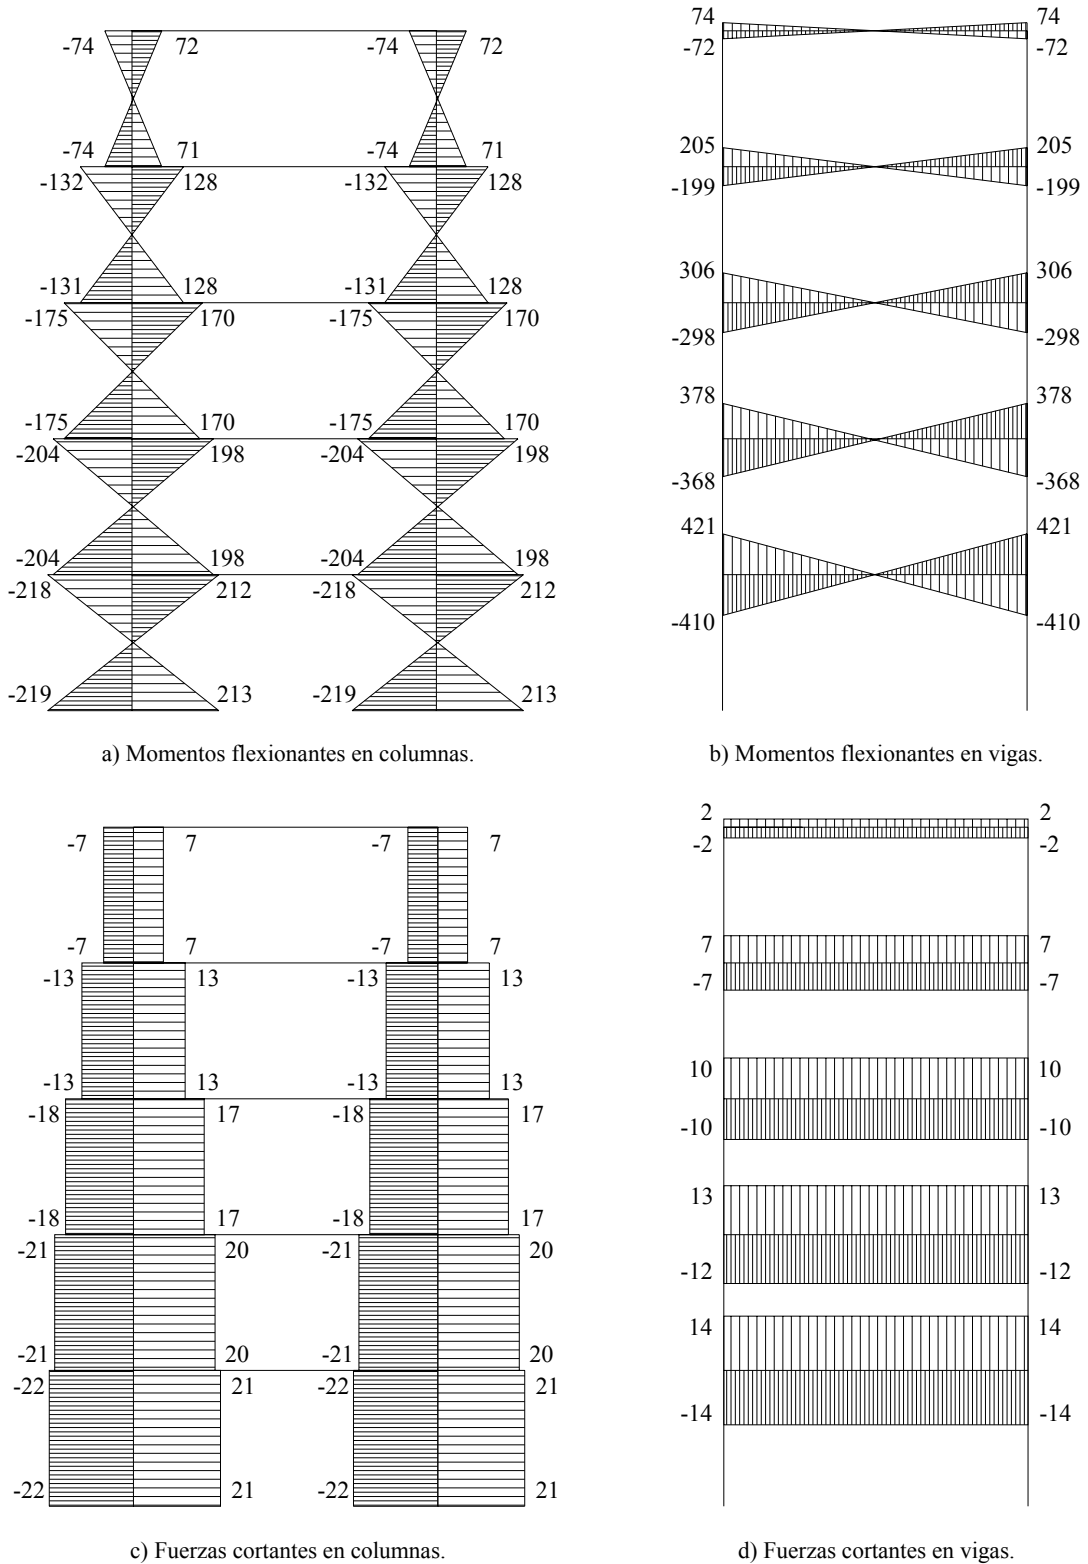 -74 72 -74 72
-74 71 -74 71
-132 128 -132 128
-131 128 -131 128
-175 170 -175 170
-175 170 -175 170
-204 198 -204 198
-204 198 -204 198
-218 212 -218 212
-219 213 -219 213
a) Momentos flexionantes en columnas.
74 74
-72 -72
205 205
-199 -199
306 306
-298 -298
378 378
-368 -368
421 421
-410 -410
b) Momentos flexionantes en vigas.
-7 7 -7 7
-7 7 -7 7
-13 13 -13 13
-13 13 -13 13
-18 17 -18 17
-18 17 -18 17
-21 20 -21 20
-21 20 -21 20
-22 21 -22 21
-22 21 -22 21
c) Fuerzas cortantes en columnas.
2 2
-2 -2
7 7
-7 -7
10 10
-10 -10
13 13
-12 -12
14 14
-14 -14
d) Fuerzas cortantes en vigas.